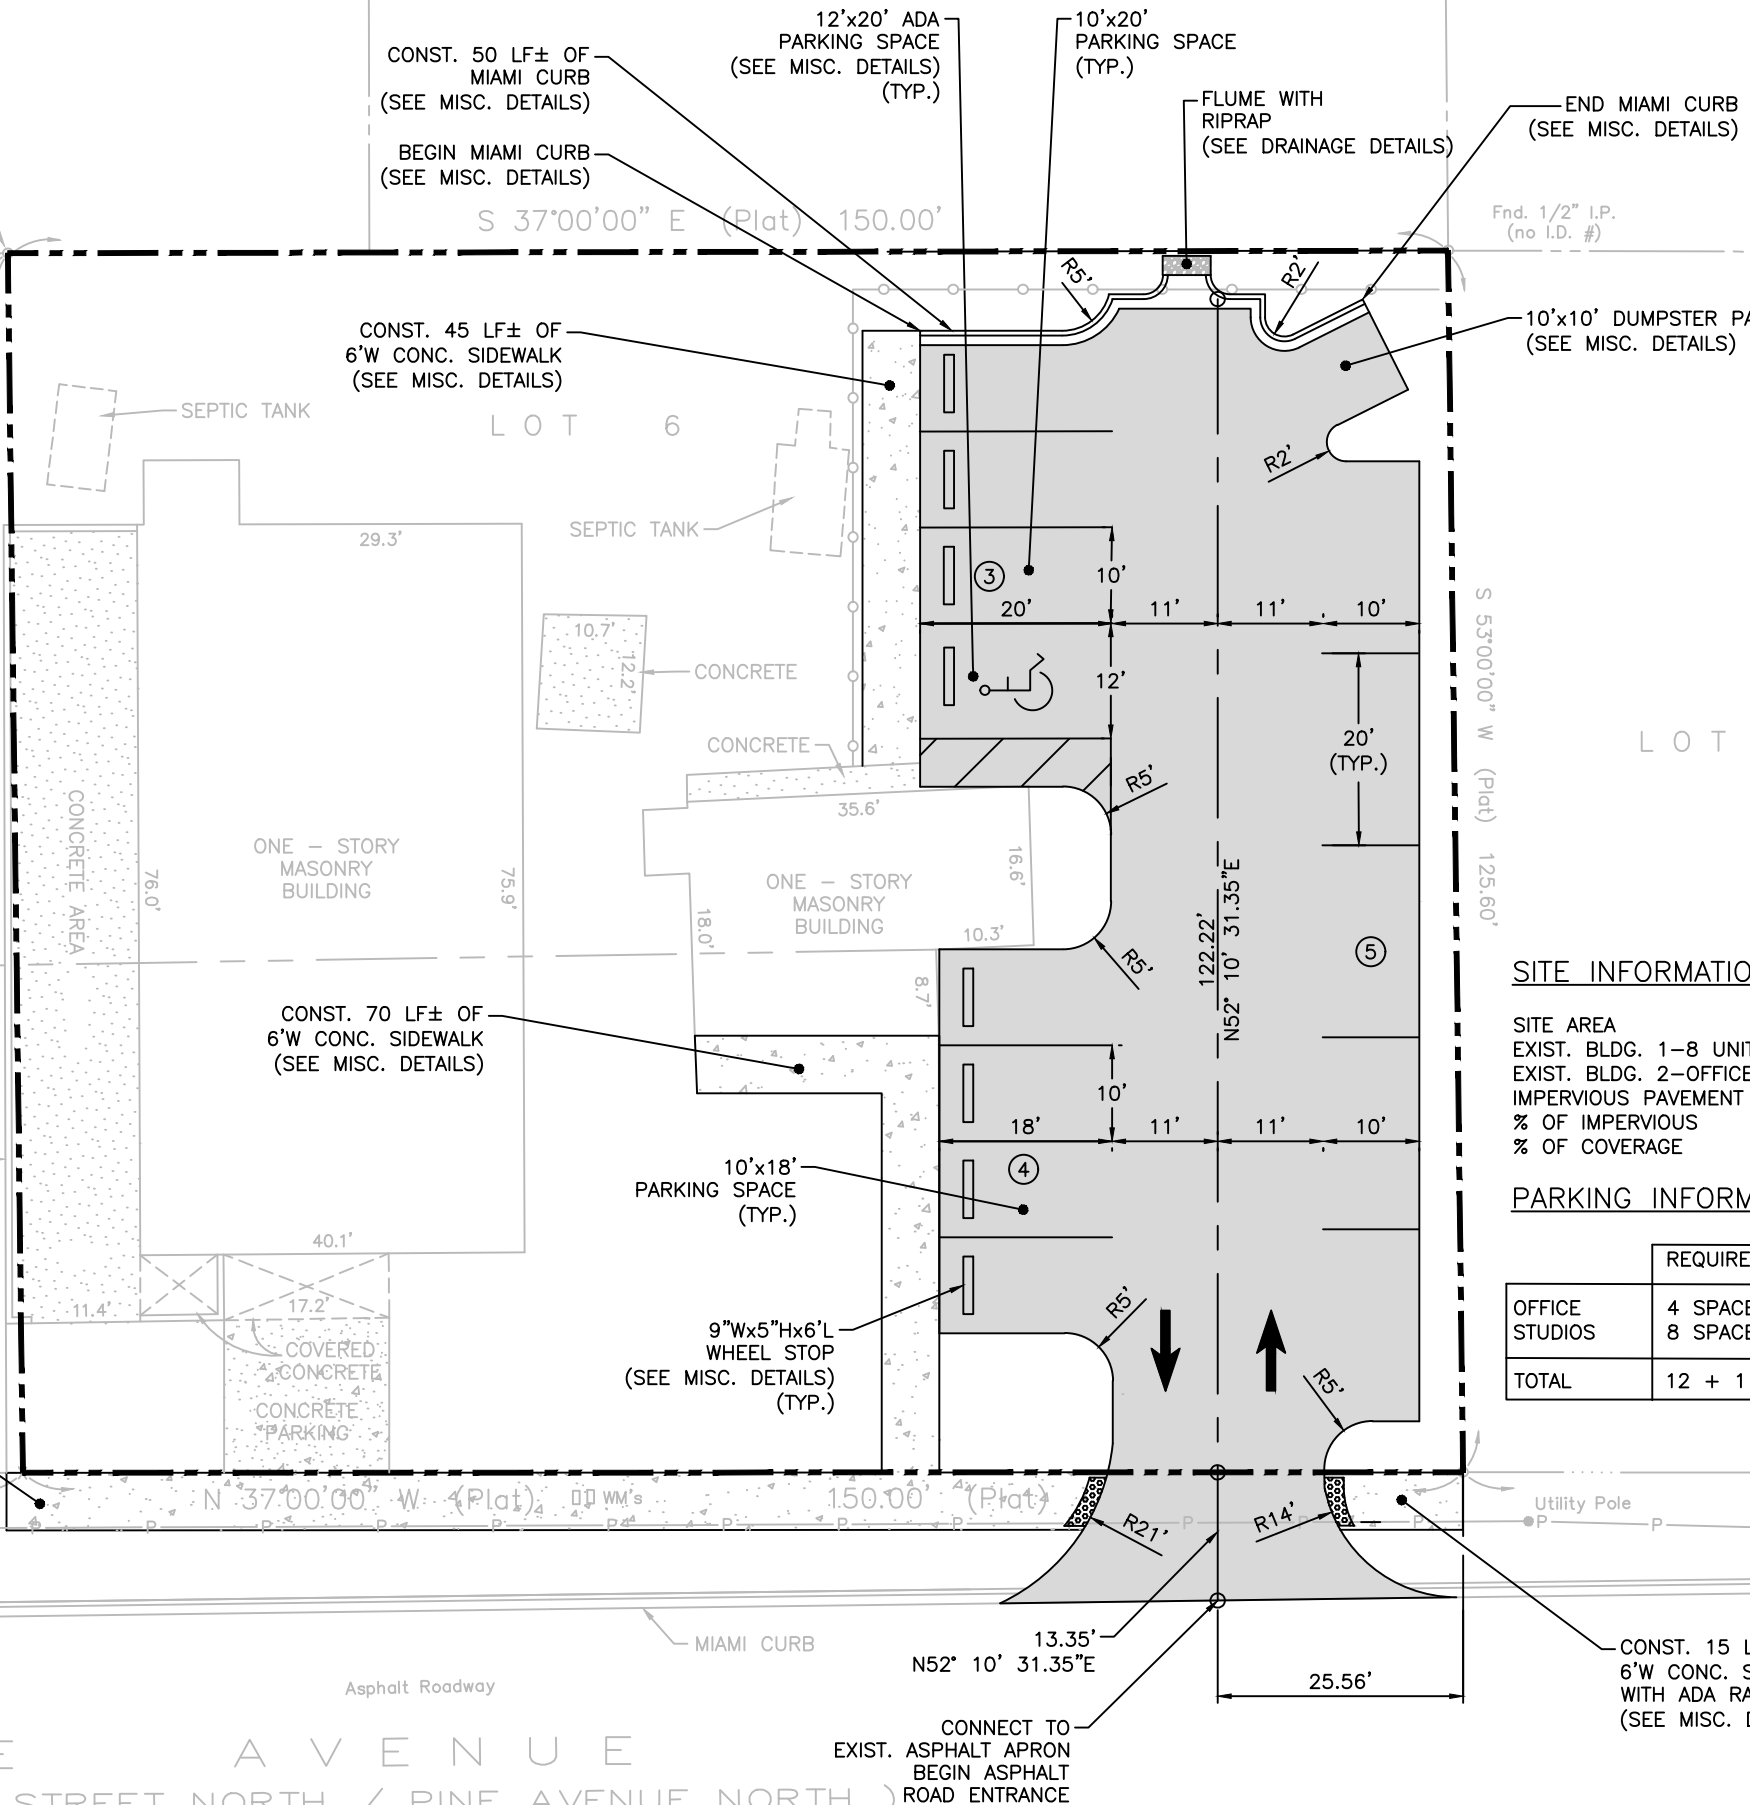 12'x20' ADA
PARKING SPACE
(SEE MISC. DETAILS)
(TYP.)
10'x20'
PARKING SPACE
(TYP.)
CONST. 50 LF± OF
MIAMI CURB
(SEE MISC. DETAILS)
FLUME WITH
RIPRAP
(SEE DRAINAGE DETAILS)
END MIAMI CURB
(SEE MISC. DETAILS)
BEGIN MIAMI CURB
(SEE MISC. DETAILS)
S 37°00'00" E (Plat) 150.00'
Fnd. 1/2" I.P.
(no I.D. #)
R5'
R2'
CONST. 45 LF± OF
6'W CONC. SIDEWALK
(SEE MISC. DETAILS)
10'x10' DUMPSTER PA
(SEE MISC. DETAILS)
SEPTIC TANK
LOT 6
R2'
SEPTIC TANK
29.3'
3
10'
20'
11'
11'
10'
10.7'
12.2'
CONCRETE
12'
S 53°00'00" W (Plat) 125.60'
LOT
20'
(TYP.)
CONCRETE
R5'
35.6'
CONCRETE AREA
76.0'
ONE - STORY
MASONRY
BUILDING
75.9'
16.6'
ONE - STORY
MASONRY
BUILDING
18.0'
10.3'
R5'
122.22'
N52° 10' 31.35"E
5
8.7'
SITE INFORMATIO
SITE AREA
EXIST. BLDG. 1-8 UNIT
EXIST. BLDG. 2-OFFICE
IMPERVIOUS PAVEMENT
% OF IMPERVIOUS
% OF COVERAGE
CONST. 70 LF± OF
6'W CONC. SIDEWALK
(SEE MISC. DETAILS)
10'
18'
11'
11'
10'
4
10'x18'
PARKING SPACE
(TYP.)
PARKING INFORM
REQUIRE
OFFICE 4 SPACE
STUDIOS 8 SPACE
TOTAL 12 + 1
40.1'
11.4'
17.2'
COVERED
CONCRETE
CONCRETE
PARKING
9"Wx5"Hx6'L
WHEEL STOP
(SEE MISC. DETAILS)
(TYP.)
R5'
R5'
N 37°00'00" W (Plat) WM's 150.00' (Plat)
P P P P P P P P P P P P P P
R21'
R14'
Utility Pole
MIAMI CURB
13.35'
N52° 10' 31.35"E
25.56'
CONST. 15 L
6'W CONC. S
WITH ADA RA
(SEE MISC. D
Asphalt Roadway
CONNECT TO
EXIST. ASPHALT APRON
BEGIN ASPHALT
ROAD ENTRANCE
E AVENUE
STREET NORTH / PINE AVENUE NORTH )